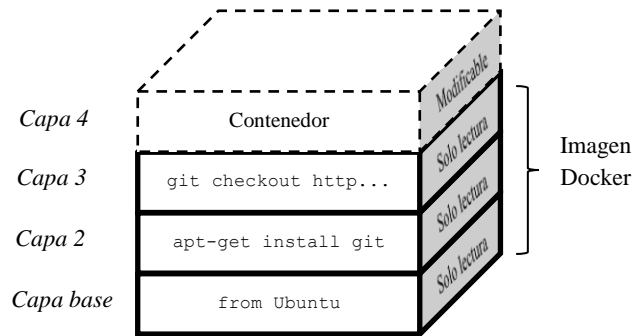 Capa 4
Contenedor
Modificable
Capa 3
git checkout http...
Solo lectura
Imagen
Docker
Capa 2
apt-get install git
Solo lectura
Capa base
from Ubuntu
Solo lectura